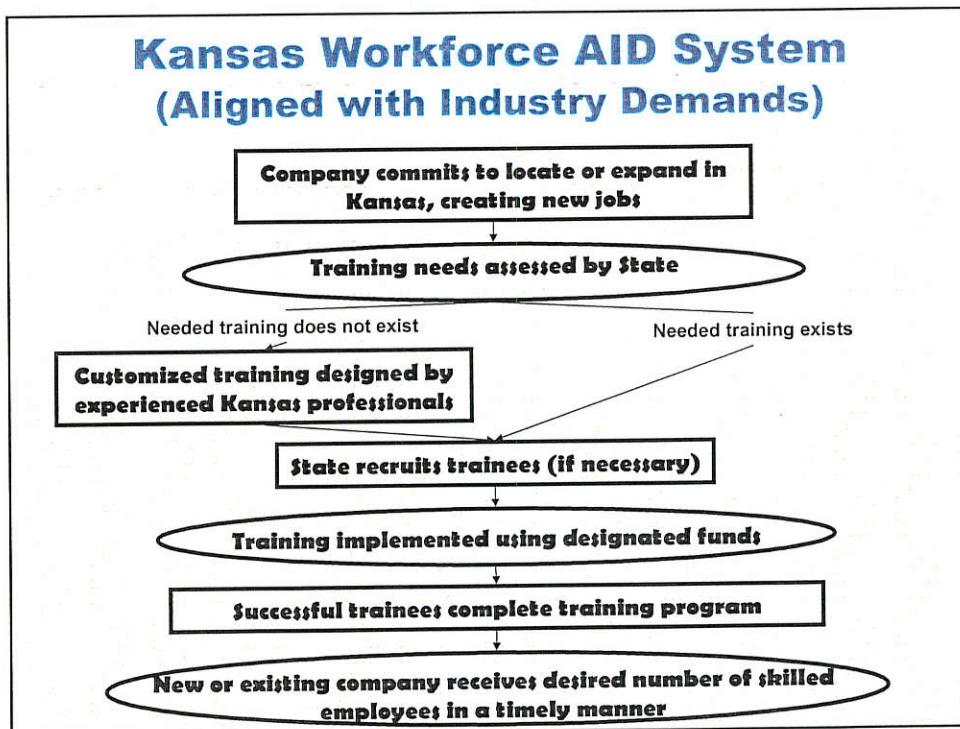 Kansas Workforce AID System
(Aligned with Industry Demands)
Company commits to locate or expand in
Kansas, creating new jobs
Training needs assessed by State
Needed training does not exist
Needed training exists
Customized training designed by
experienced Kansas professionals
State recruits trainees (if necessary)
Training implemented using designated funds
Successful trainees complete training program
New or existing company receives desired number of skilled
employees in a timely manner